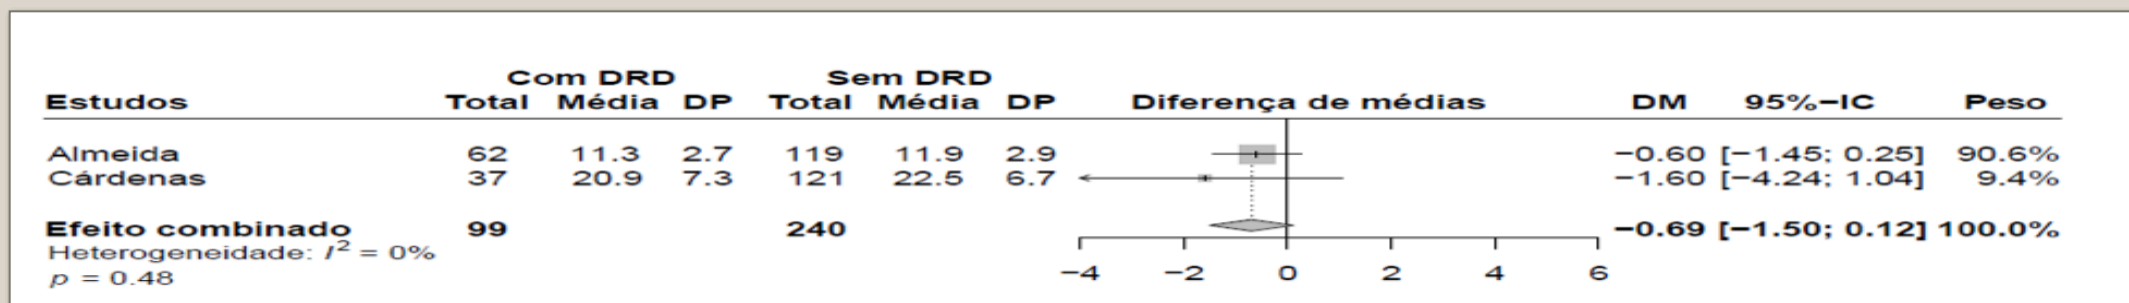 Com DRD Sem DRD
Estudos Total Média DP Total Média DP Diferença de médias DM 95%−IC Peso
Almeida 62 11.3 2.7 119 11.9 2.9 −0.60 [−1.45; 0.25] 90.6%
Cárdenas 37 20.9 7.3 121 22.5 6.7 −1.60 [−4.24; 1.04] 9.4%
Efeito combinado 99 240 −0.69 [−1.50; 0.12] 100.0%
Heterogeneidade: I² = 0%
p = 0.48
−4 −2 0 2 4 6